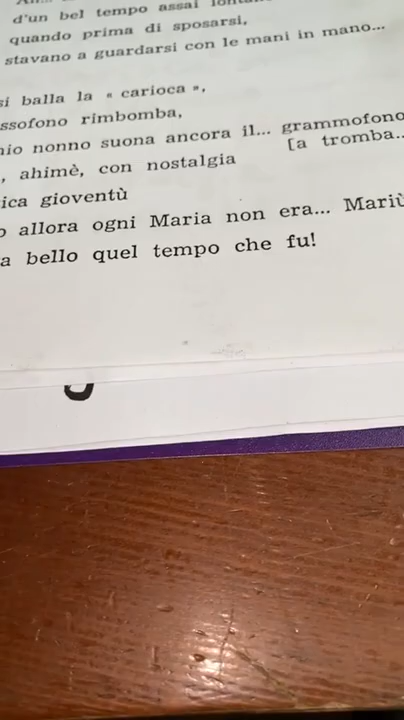 d'un bel tempo assai
quando prima di sposarsi,
stavano a guardarsi con le mani in mano...
si balla la « carioca »,
ssofono rimbomba,
nio nonno suona ancora il... grammofono
[a tromba..
, ahimè, con nostalgia
ica gioventù
o allora ogni Maria non era... Mariù
a bello quel tempo che fu!